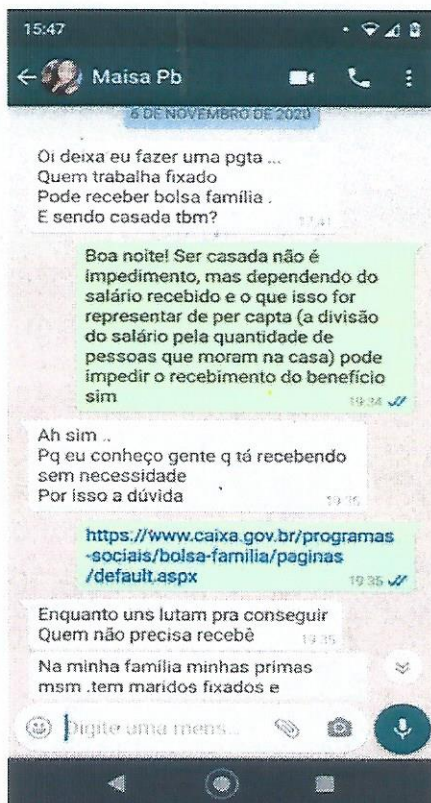 15:47
Maisa Pb
6 DE NOVEMBRO DE 2020
Oi deixa eu fazer uma pgta ...
Quem trabalha fixado
Pode receber bolsa família .
E sendo casada tbm?
17:41
Boa noite! Ser casada não é
impedimento, mas dependendo do
salário recebido e o que isso for
representar de per capta (a divisão
do salário pela quantidade de
pessoas que moram na casa) pode
impedir o recebimento do benefício
sim
19:34
Ah sim ..
Pq eu conheço gente q tá recebendo
sem necessidade
Por isso a dúvida
19:35
https://www.caixa.gov.br/programas
-sociais/bolsa-familia/paginas
/default.aspx
19:35
Enquanto uns lutam pra conseguir
Quem não precisa recebê
19:35
Na minha família minhas primas
msm .tem maridos fixados e
Digite uma mens...